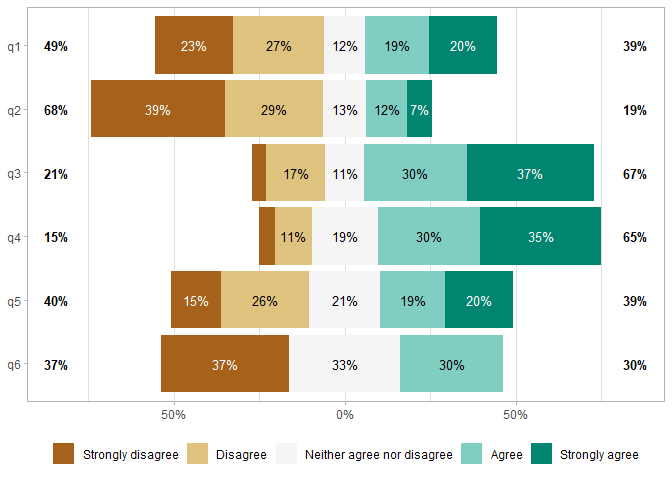 q1 49% 23% 27% 12% 19% 20% 39%
q2 68% 39% 29% 13% 12% 7% 19%
q3 21% 17% 11% 30% 37% 67%
q4 15% 11% 19% 30% 35% 65%
q5 40% 15% 26% 21% 19% 20% 39%
q6 37% 37% 33% 30% 30%
50% 0% 50%
Strongly disagree Disagree Neither agree nor disagree Agree Strongly agree